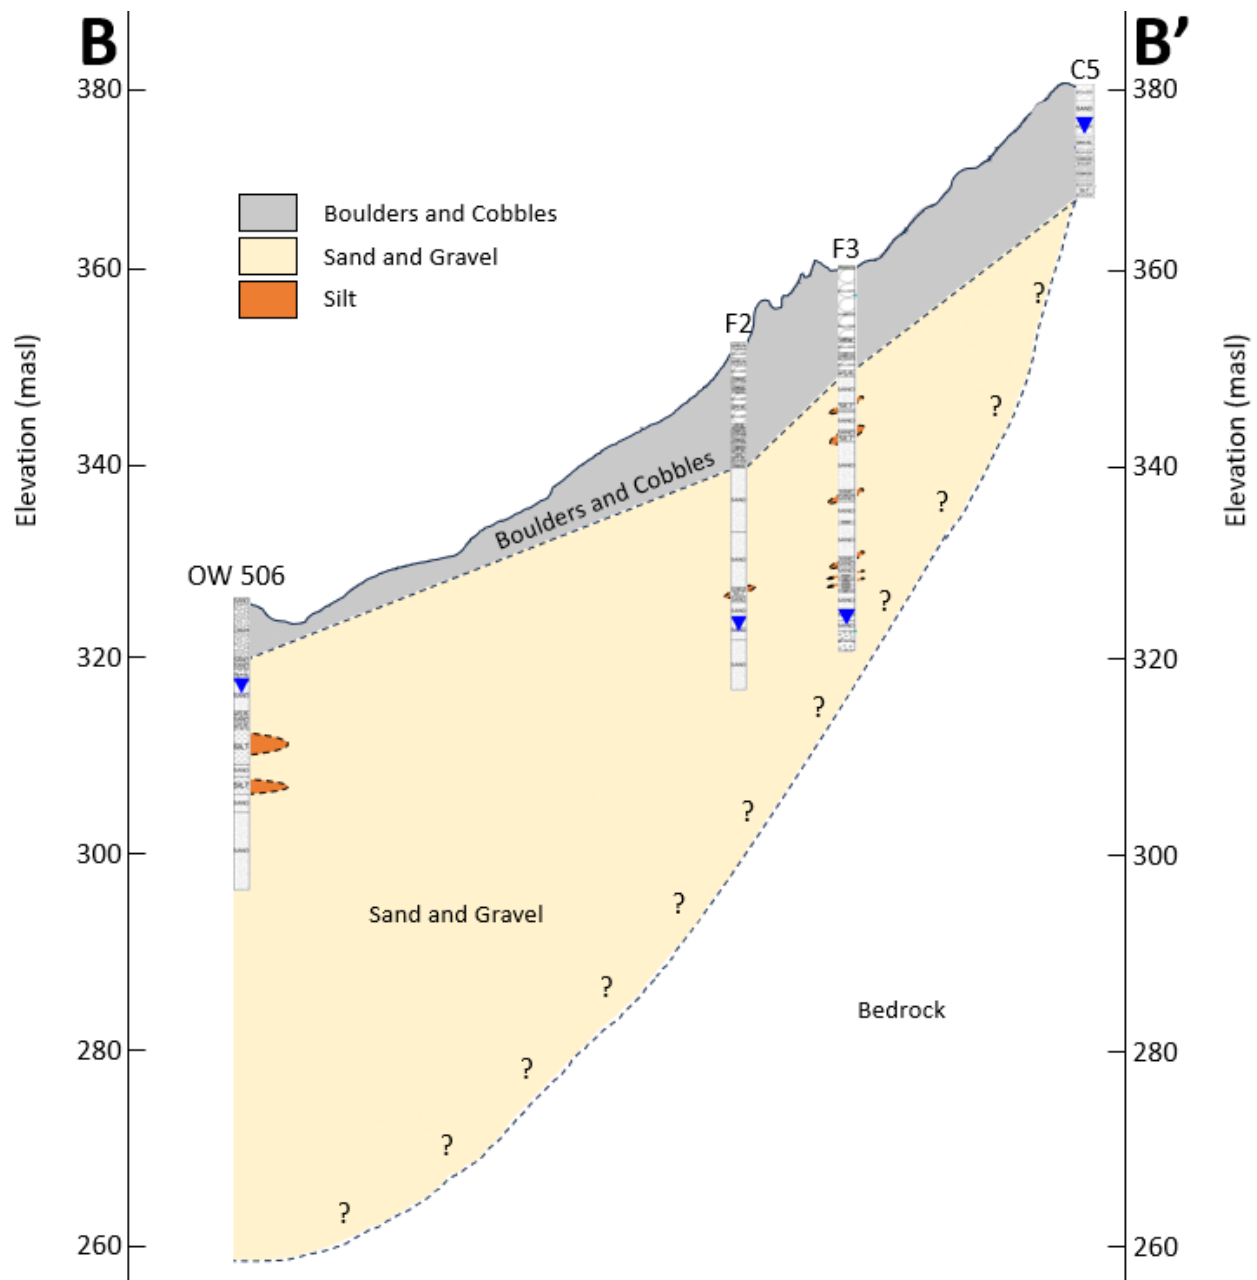 B
B’
C5
380
380
Boulders and Cobbles
Sand and Gravel
Silt
F3
360
360
F2
?
Elevation (masl)
Elevation (masl)
?
340
340
Boulders and Cobbles
?
OW 506
?
320
320
?
?
300
300
?
Sand and Gravel
?
Bedrock
280
280
?
?
?
260
260